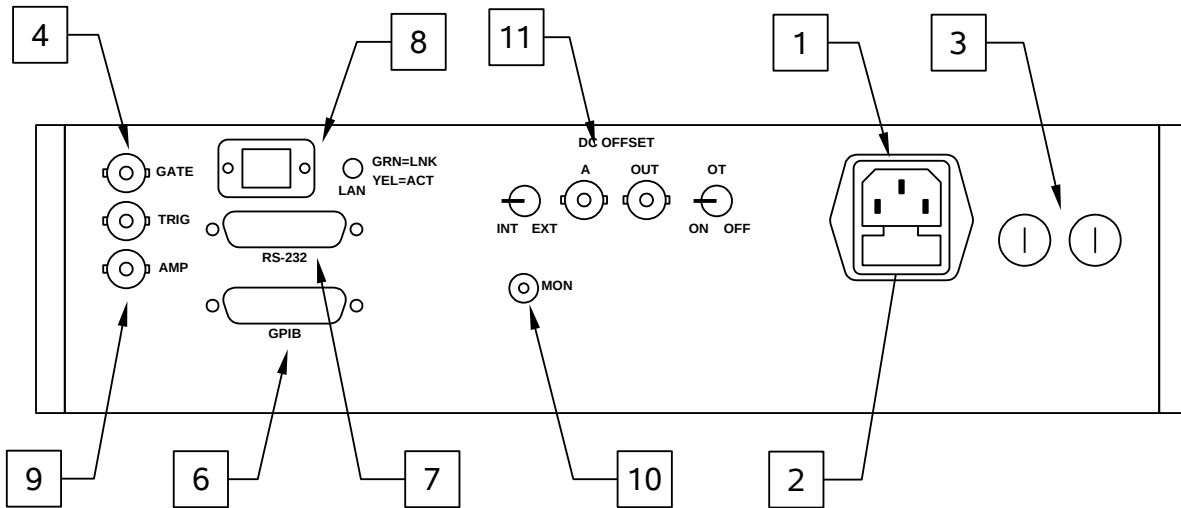 4
8
11
1
3
DC OFFSET
GATE
GRN=LNK
YEL=ACT
LAN
A
OUT
OT
TRIG
INT EXT
ON OFF
RS-232
AMP
MON
GPIB
9
6
7
10
2